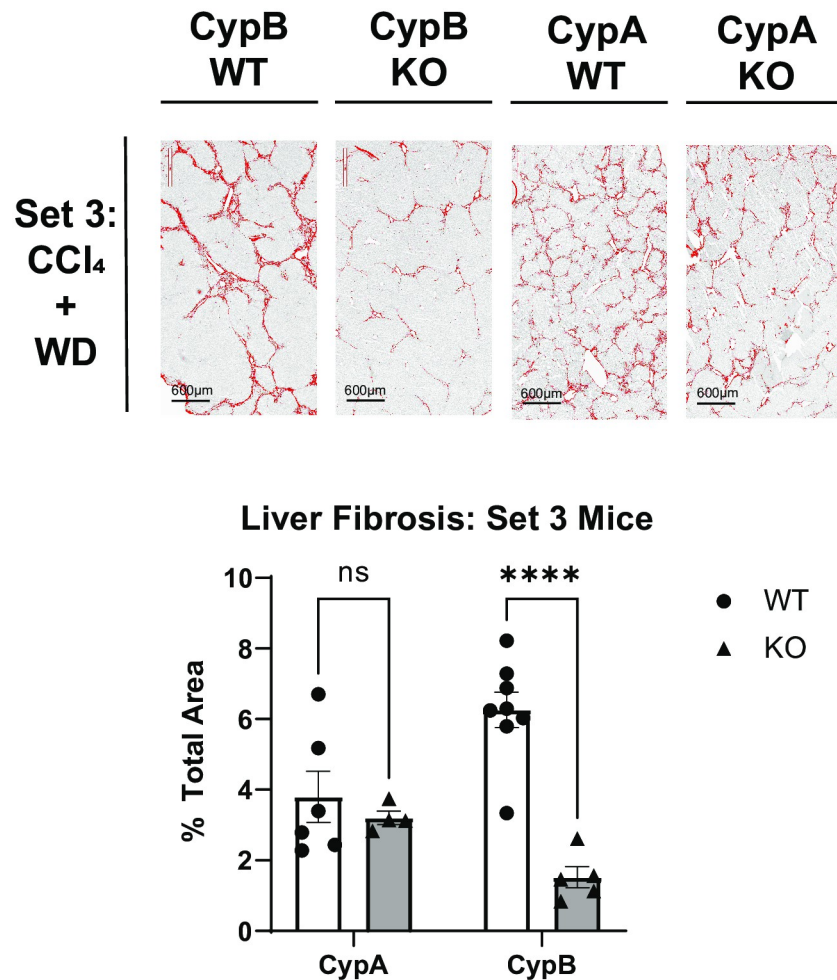 CypB CypB CypA CypA
WT KO WT KO
Set 3:
CCl₄
+
WD
600μm 600μm 600μm 600μm
Liver Fibrosis: Set 3 Mice
ns ****
WT
KO
% Total Area
10
8
6
4
2
0
CypA CypB